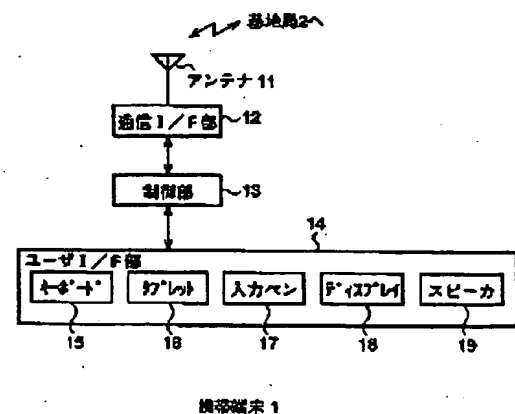 基地局2へ
アンテナ 11
通信I/F部
12
制御部
13
14
ユーザI/F部
キーボード
タブレット
入力ペン
ディスプレイ
スピーカ
15
16
17
18
19
携帯端末 1